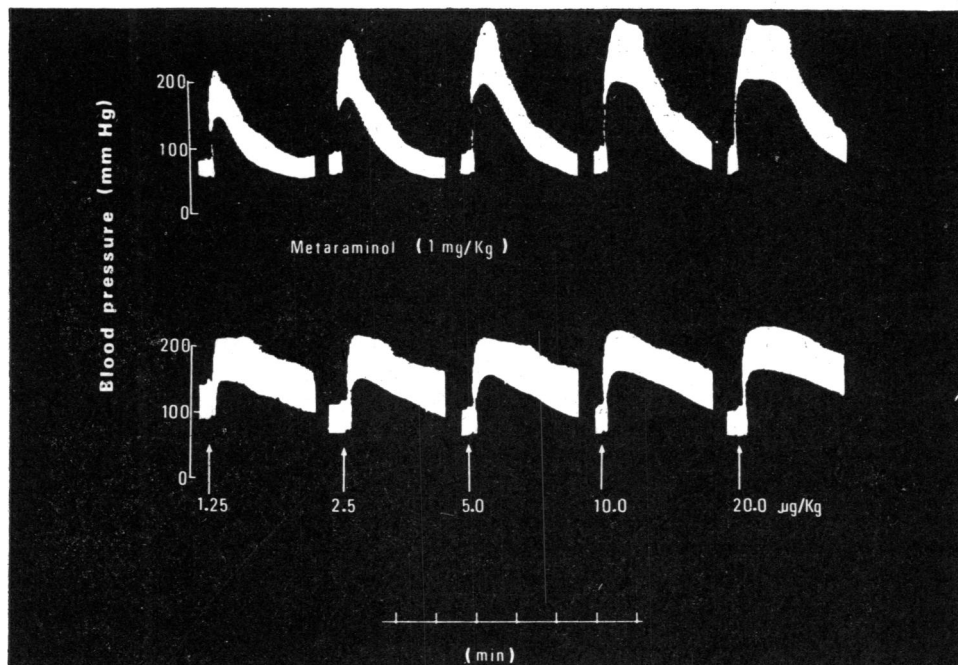 Blood pressure (mm Hg)
200
100
0
Metaraminol (1 mg/Kg)
200
100
0
1.25 2.5 5.0 10.0 20.0 µg/Kg
(min)